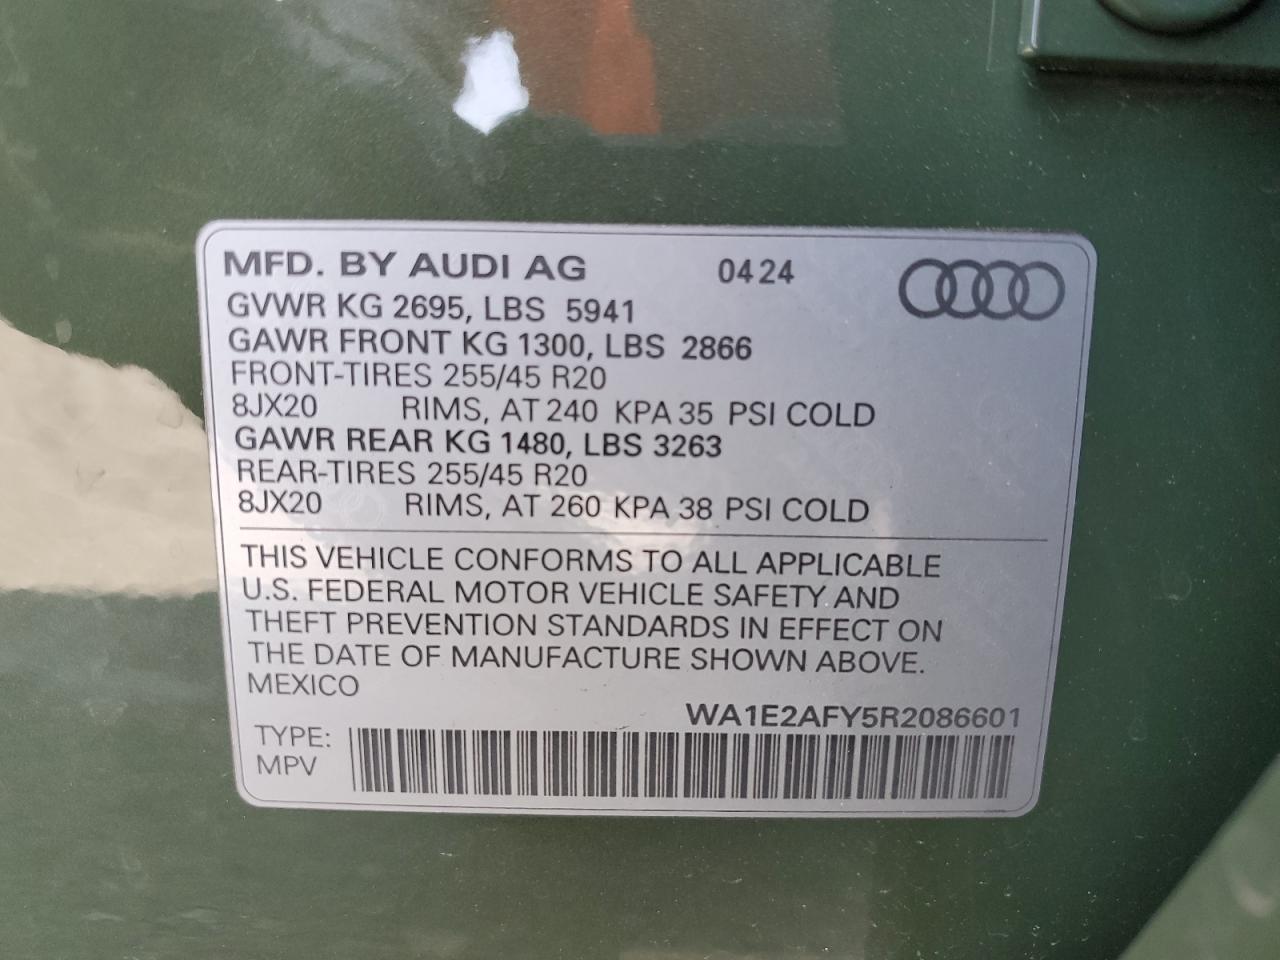 MFD. BY AUDI AG 0424
GVWR KG 2695, LBS 5941
GAWR FRONT KG 1300, LBS 2866
FRONT-TIRES 255/45 R20
8JX20 RIMS, AT 240 KPA 35 PSI COLD
GAWR REAR KG 1480, LBS 3263
REAR-TIRES 255/45 R20
8JX20 RIMS, AT 260 KPA 38 PSI COLD
THIS VEHICLE CONFORMS TO ALL APPLICABLE
U.S. FEDERAL MOTOR VEHICLE SAFETY AND
THEFT PREVENTION STANDARDS IN EFFECT ON
THE DATE OF MANUFACTURE SHOWN ABOVE.
MEXICO
WA1E2AFY5R2086601
TYPE:
MPV